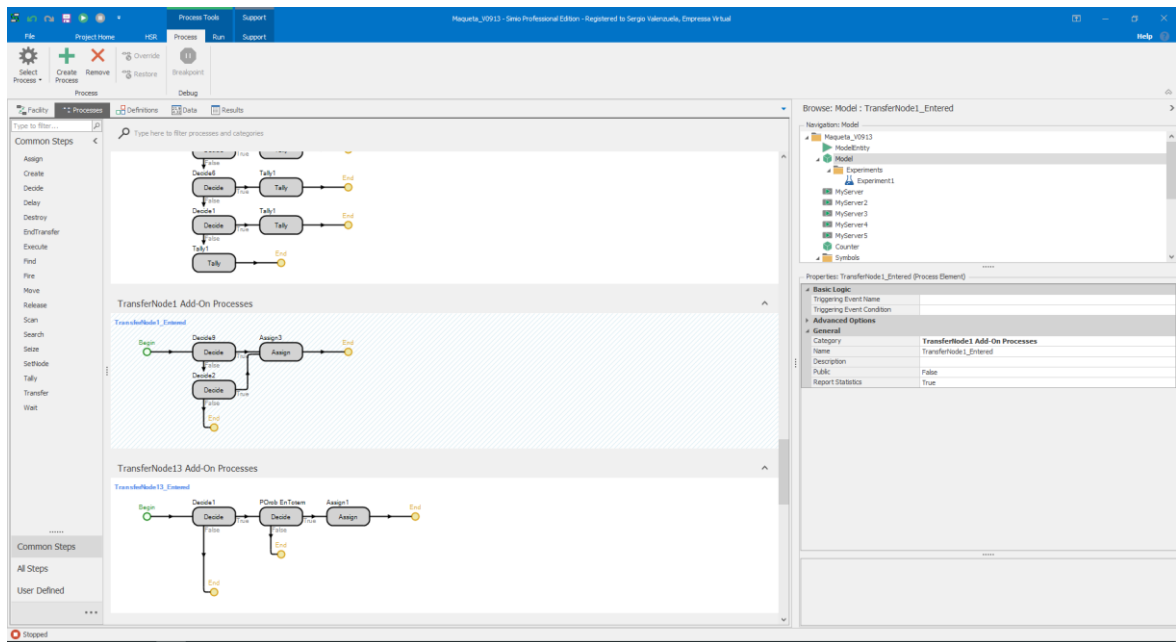 Process Tools Support
Maqueta_V0913 - Simio Professional Edition - Registered to Sergio Valenzuela, Empressa Virtual
File Project Home HSR Process Run Support Help
Select Process
Create Process
Remove
Override
Restore
Breakpoint
Process Debug
Facility Processes Definitions Data Results
Type to filter...
Type here to filter processes and categories
Common Steps
Assign
Create
Decide
Delay
Destroy
EndTransfer
Execute
Find
Fire
Move
Release
Scan
Search
Seize
SetNode
Tally
Transfer
Wait
Common Steps
All Steps
User Defined
Decide Tally
False
Decide6 Tally1 End
Decide True Tally
False
Decide1 Tally1 End
Decide True Tally
False
Tally1 End
Tally
TransferNode1 Add-On Processes
TransferNode1_Entered
Begin Decide9 Assign3 End
Decide True Assign
False
Decide2
Decide True
False
End
TransferNode13 Add-On Processes
TransferNode13_Entered
Begin Decide1 POmb EnTotem Assign1 End
Decide True Decide True Assign
False False
End
End
Browse: Model : TransferNode1_Entered
Navigation: Model
Maqueta_V0913
ModelEntity
Model
Experiments
Experiment1
MyServer
MyServer2
MyServer3
MyServer4
MyServer5
Counter
Symbols
Properties: TransferNode1_Entered (Process Element)
Basic Logic
Triggering Event Name
Triggering Event Condition
Advanced Options
General
Category TransferNode1 Add-On Processes
Name TransferNode1_Entered
Description
Public False
Report Statistics True
Stopped